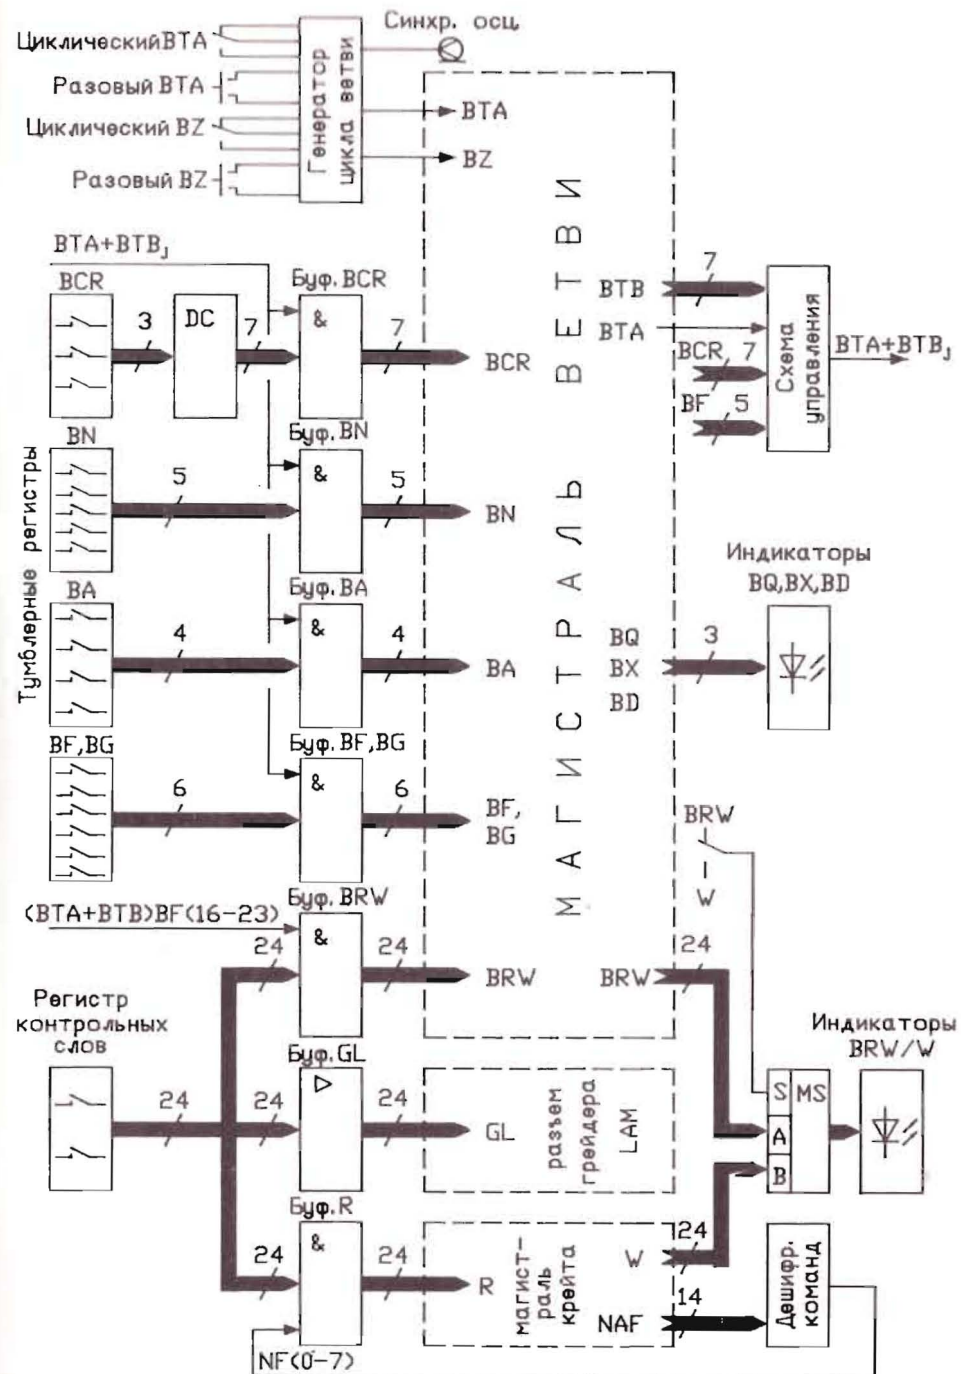 Синхр. осц.
Циклический BTA
Разовый BTA
Циклический BZ
Разовый BZ
Генератор
цикла ветви
BTA
BZ
МАГИСТРАЛЬ ВЕТВИ
BTA+BTBJ
BCR
3
DC
7
Буф. BCR
&
7
BCR
BTB
7
BTA
BCR
7
BF
5
Схема
управления
BTA+BTBJ
Тумблерные регистры
BN
5
Буф. BN
&
5
BN
BA
4
Буф. BA
&
4
BA
Индикаторы
BQ,BX,BD
BQ
BX
BD
3
BF,BG
6
Буф. BF,BG
&
6
BF,
BG
BRW
W
(BTA+BTB)BF(16-23)
Буф. BRW
24
&
24
BRW
BRW
24
Регистр
контрольных
слов
24
Буф. GL
24
▷
24
GL
разъем
грейдера
LAM
Индикаторы
BRW/W
S
MS
A
B
Буф. R
24
&
24
R
магист-
раль
крейта
W
24
NAF
14
Дешифр.
команд
NF(0-7)